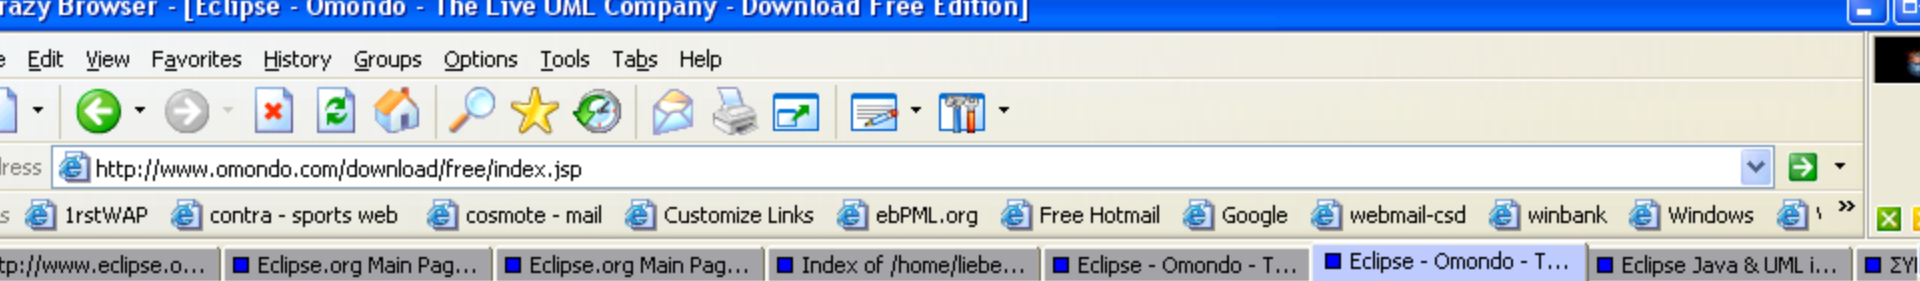 razy Browser - [Eclipse - Omondo - The Live UML Company - Download Free Edition]
Edit View Favorites History Groups Options Tools Tabs Help
ress http://www.omondo.com/download/free/index.jsp
s 1rstWAP contra - sports web cosmote - mail Customize Links ebPML.org Free Hotmail Google webmail-csd winbank Windows »
tp://www.eclipse.o... Eclipse.org Main Pag... Eclipse.org Main Pag... Index of /home/liebe... Eclipse - Omondo - T... Eclipse - Omondo - T... Eclipse Java & UML i... ΣΥ